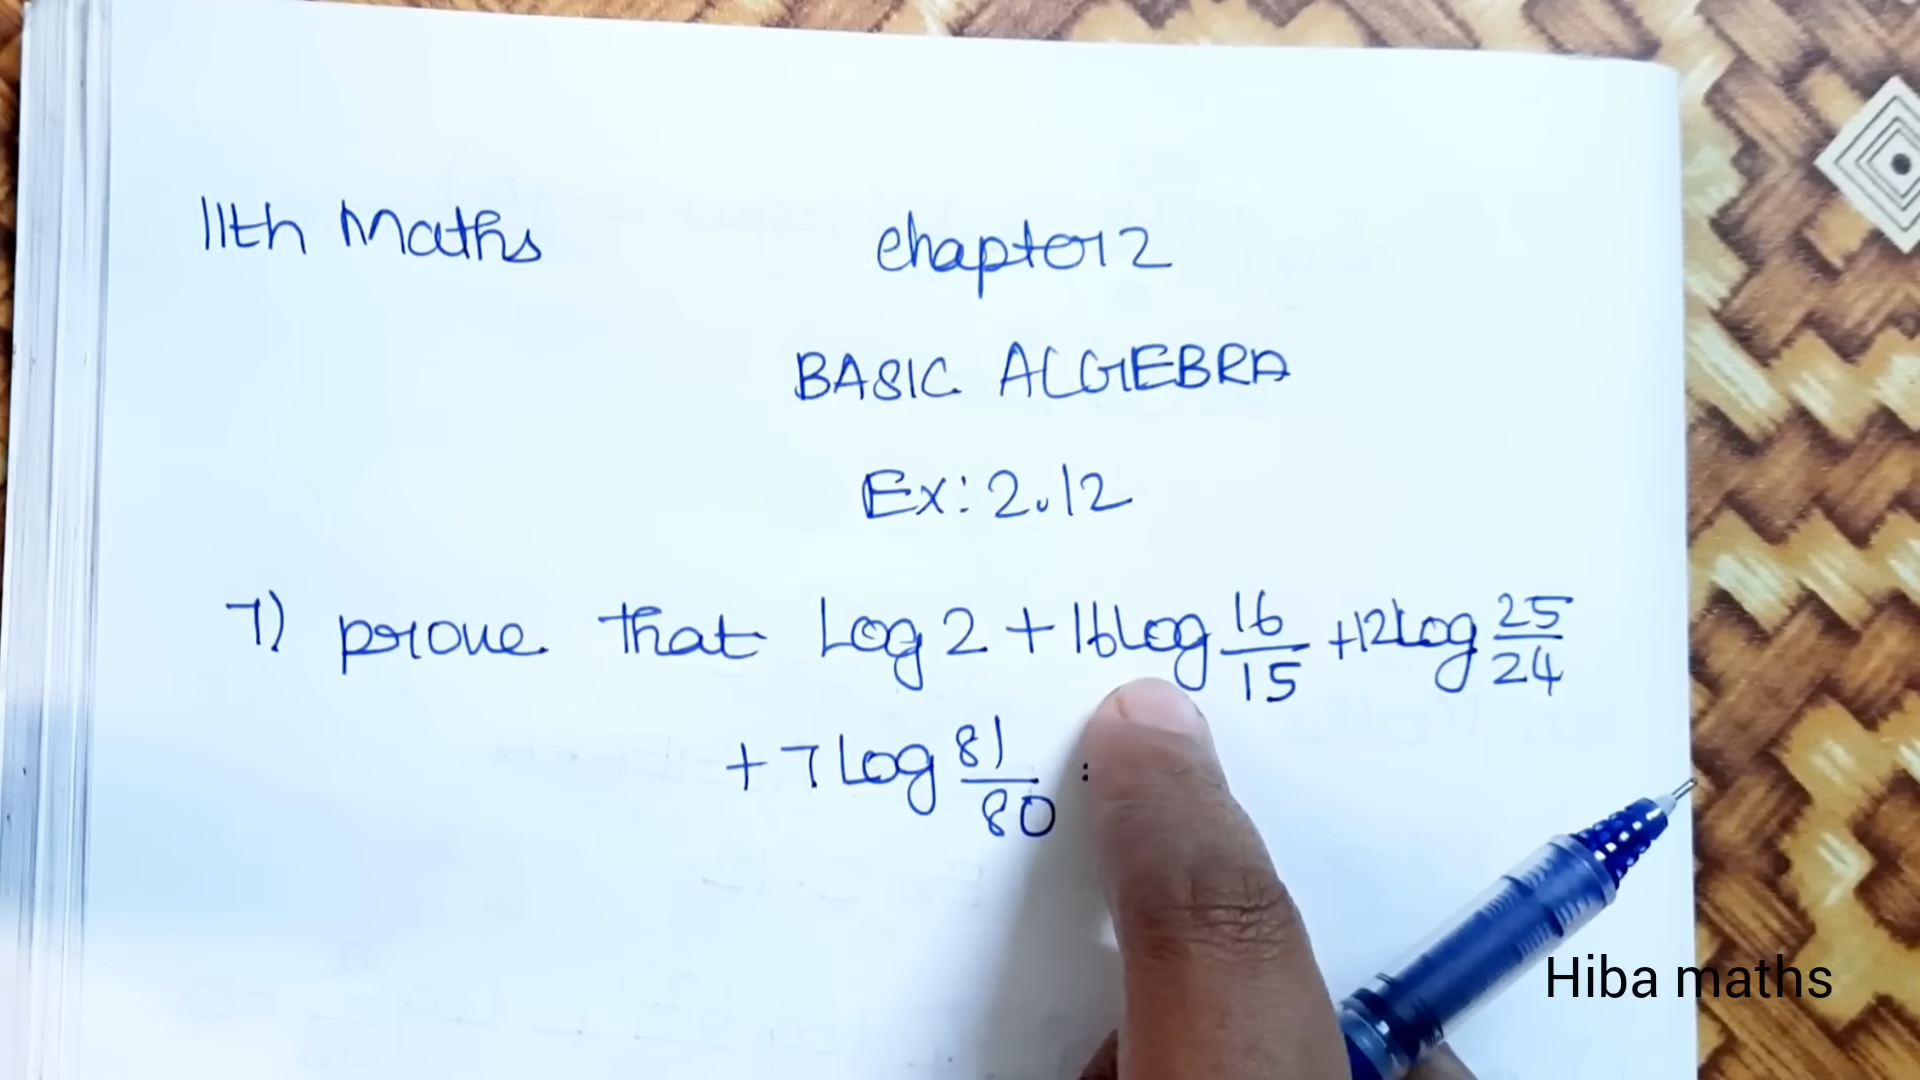 11th Maths
chapter 2
BASIC ALGEBRA
Ex: 2.12
7) prove that Log 2 + 16 Log 16/15 + 12 Log 25/24
+ 7 Log 81/80
Hiba maths